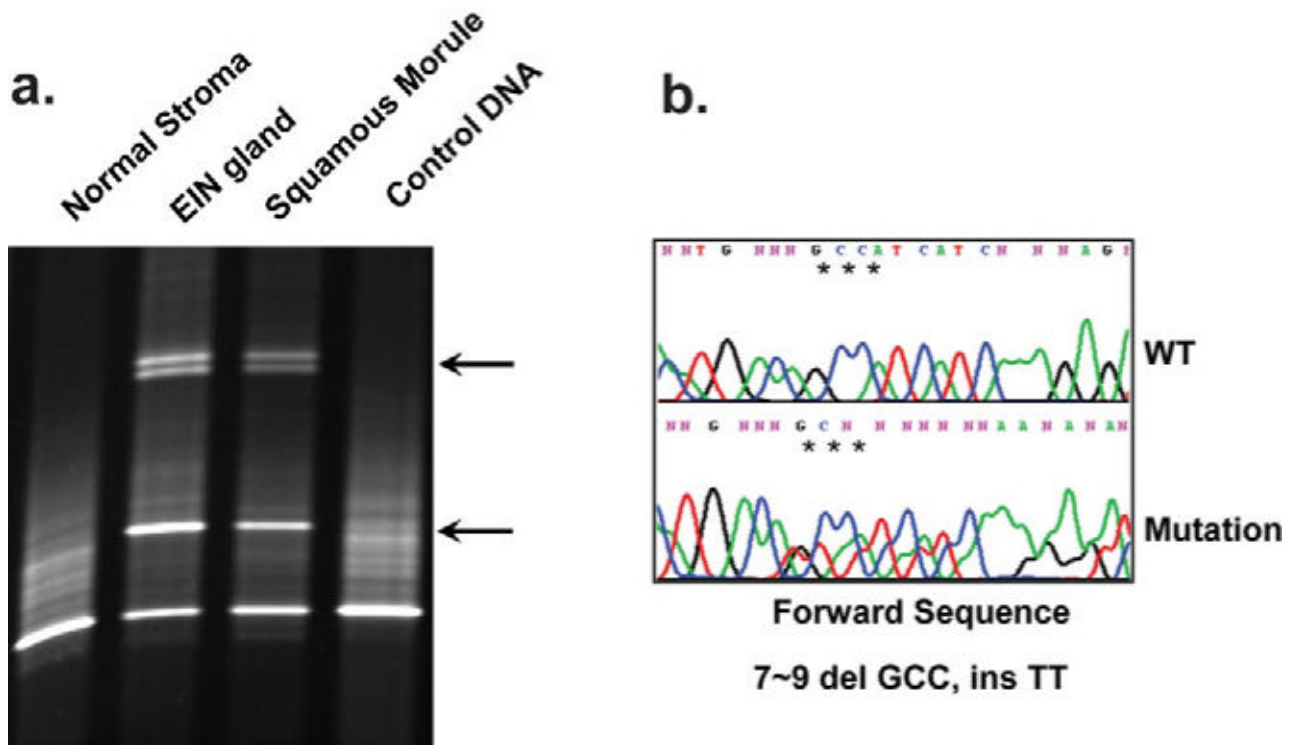 a.
Normal Stroma
EIN gland
Squamous Morule
Control DNA
b.
N N T G N N N G C C A T C A T C N N N A G
* * *
WT
N N G N N N G C N N N N N N N A A N A N A N
* * *
Mutation
Forward Sequence
7~9 del GCC, ins TT